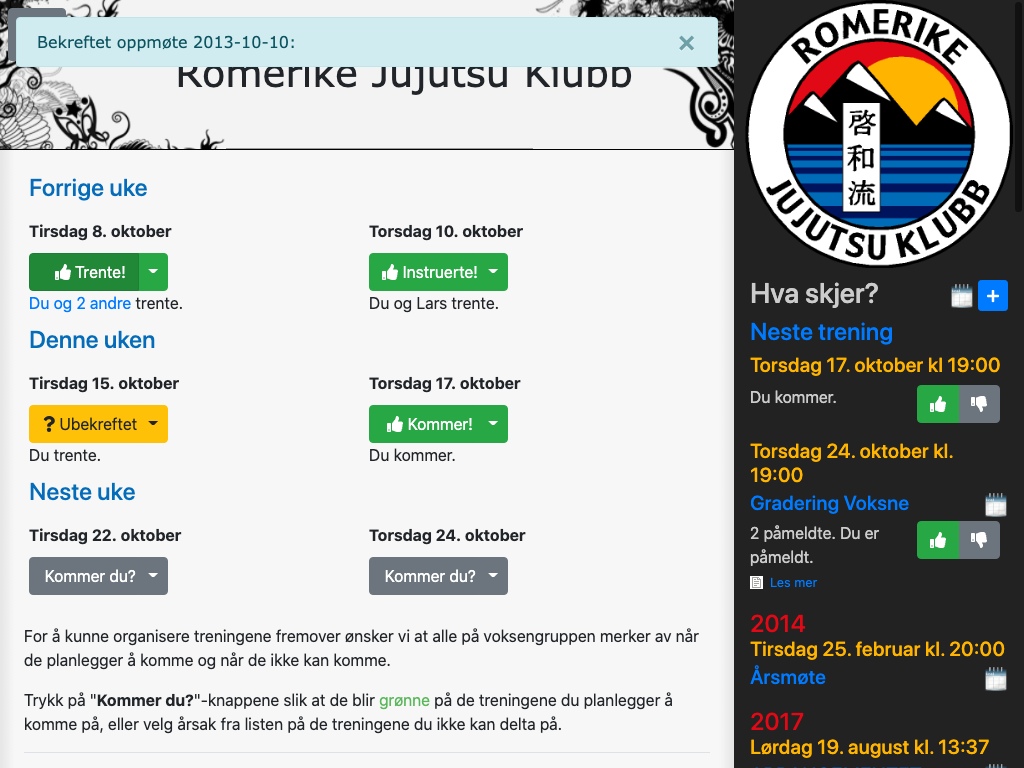 Bekreftet oppmøte 2013-10-10:
×
Romerike Jujutsu Klubb
Forrige uke
Tirsdag 8. oktober
Trente!
Du og 2 andre trente.
Torsdag 10. oktober
Instruerte!
Du og Lars trente.
Denne uken
Tirsdag 15. oktober
? Ubekreftet
Du trente.
Torsdag 17. oktober
Kommer!
Du kommer.
Neste uke
Tirsdag 22. oktober
Kommer du?
Torsdag 24. oktober
Kommer du?
For å kunne organisere treningene fremover ønsker vi at alle på voksengruppen merker av når
de planlegger å komme og når de ikke kan komme.
Trykk på "Kommer du?"-knappene slik at de blir grønne på de treningene du planlegger å
komme på, eller velg årsak fra listen på de treningene du ikke kan delta på.
ROMERIKE
啓
和
流
JUJUTSU KLUBB
Hva skjer?
+
Neste trening
Torsdag 17. oktober kl 19:00
Du kommer.
Torsdag 24. oktober kl.
19:00
Gradering Voksne
2 påmeldte. Du er
påmeldt.
Les mer
2014
Tirsdag 25. februar kl. 20:00
Årsmøte
2017
Lørdag 19. august kl. 13:37